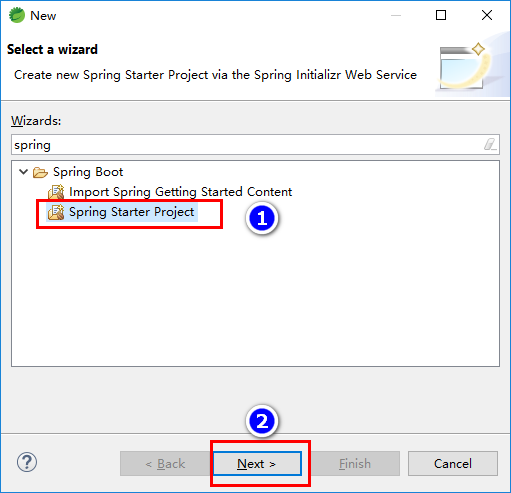 New
Select a wizard
Create new Spring Starter Project via the Spring Initializr Web Service
Wizards:
spring
Spring Boot
Import Spring Getting Started Content
Spring Starter Project
1
2
?
< Back
Next >
Finish
Cancel